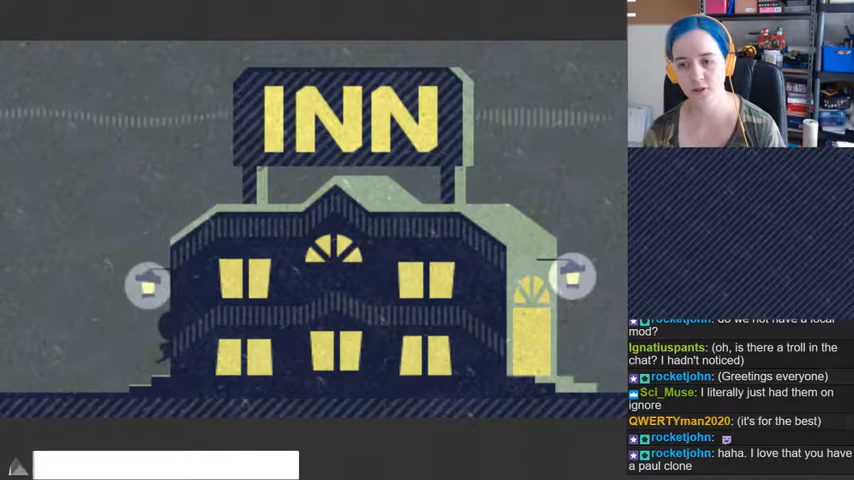 INN
rocketjohn: do we not have a local
mod?
Ignatiuspants: (oh, is there a troll in the
chat? I hadn't noticed)
rocketjohn: (Greetings everyone)
Sci_Muse: I literally just had them on
ignore
QWERTYman2020: (it's for the best)
rocketjohn:
rocketjohn: haha. I love that you have
a paul clone